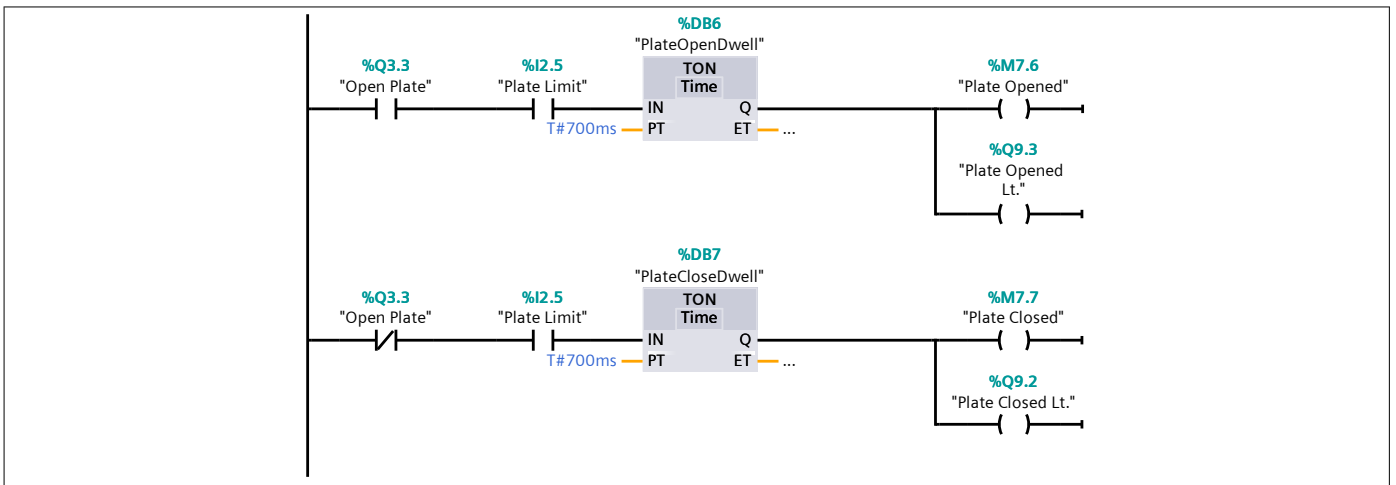 %DB6
"PlateOpenDwell"
%Q3.3
"Open Plate"
%I2.5
"Plate Limit"
TON
Time
%M7.6
"Plate Opened"
IN
Q
T#700ms
PT
ET
...
%Q9.3
"Plate Opened
Lt."
%DB7
"PlateCloseDwell"
%Q3.3
"Open Plate"
%I2.5
"Plate Limit"
TON
Time
%M7.7
"Plate Closed"
IN
Q
T#700ms
PT
ET
...
%Q9.2
"Plate Closed Lt."